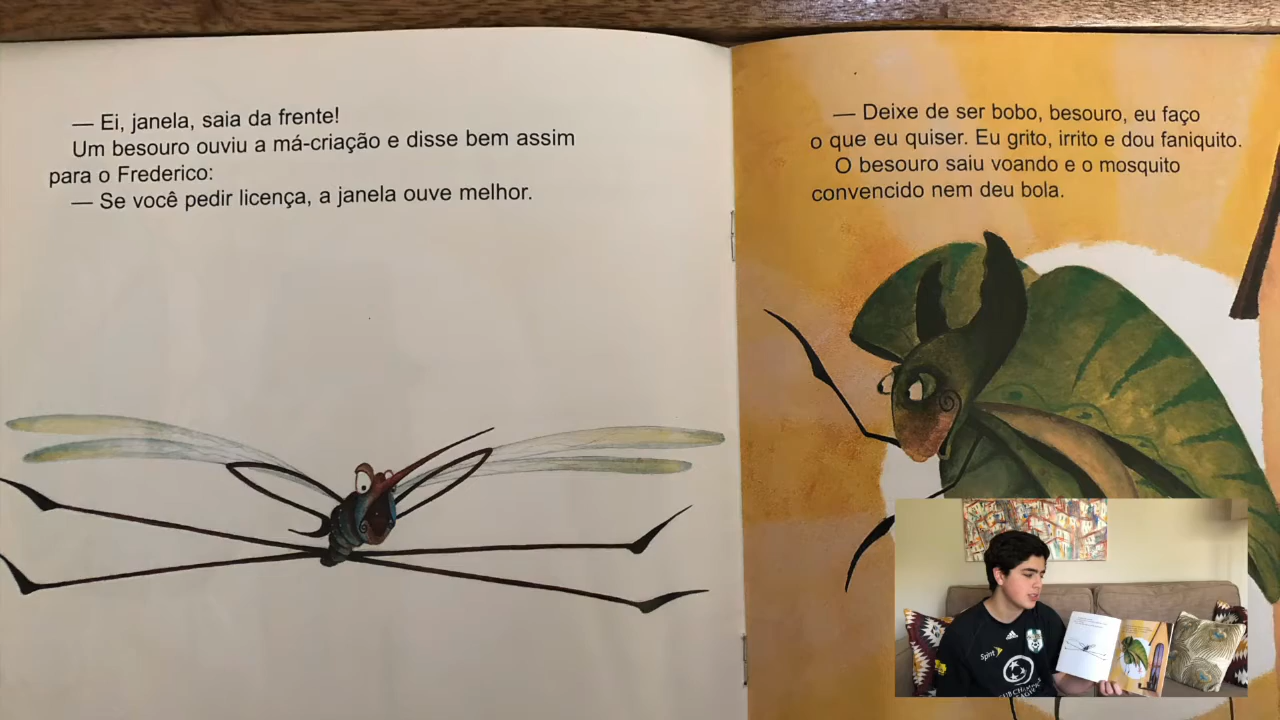 — Ei, janela, saia da frente!
Um besouro ouviu a má-criação e disse bem assim
para o Frederico:
— Se você pedir licença, a janela ouve melhor.
— Deixe de ser bobo, besouro, eu faço
o que eu quiser. Eu grito, irrito e dou faniquito.
O besouro saiu voando e o mosquito
convencido nem deu bola.
Sprint